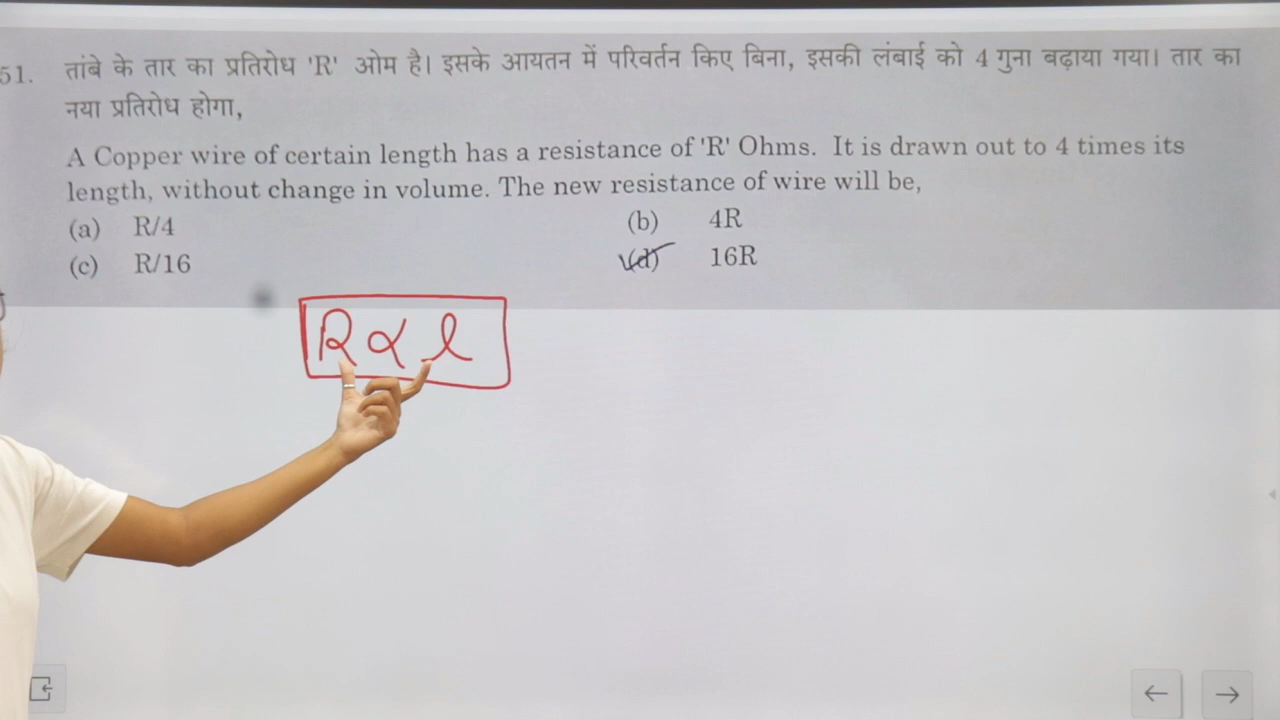 51. तांबे के तार का प्रतिरोध 'R' ओम है। इसके आयतन में परिवर्तन किए बिना, इसकी लंबाई को 4 गुना बढ़ाया गया। तार का
नया प्रतिरोध होगा,
A Copper wire of certain length has a resistance of 'R' Ohms. It is drawn out to 4 times its
length, without change in volume. The new resistance of wire will be,
(a) R/4 (b) 4R
(c) R/16 (d) 16R
R ∝ l